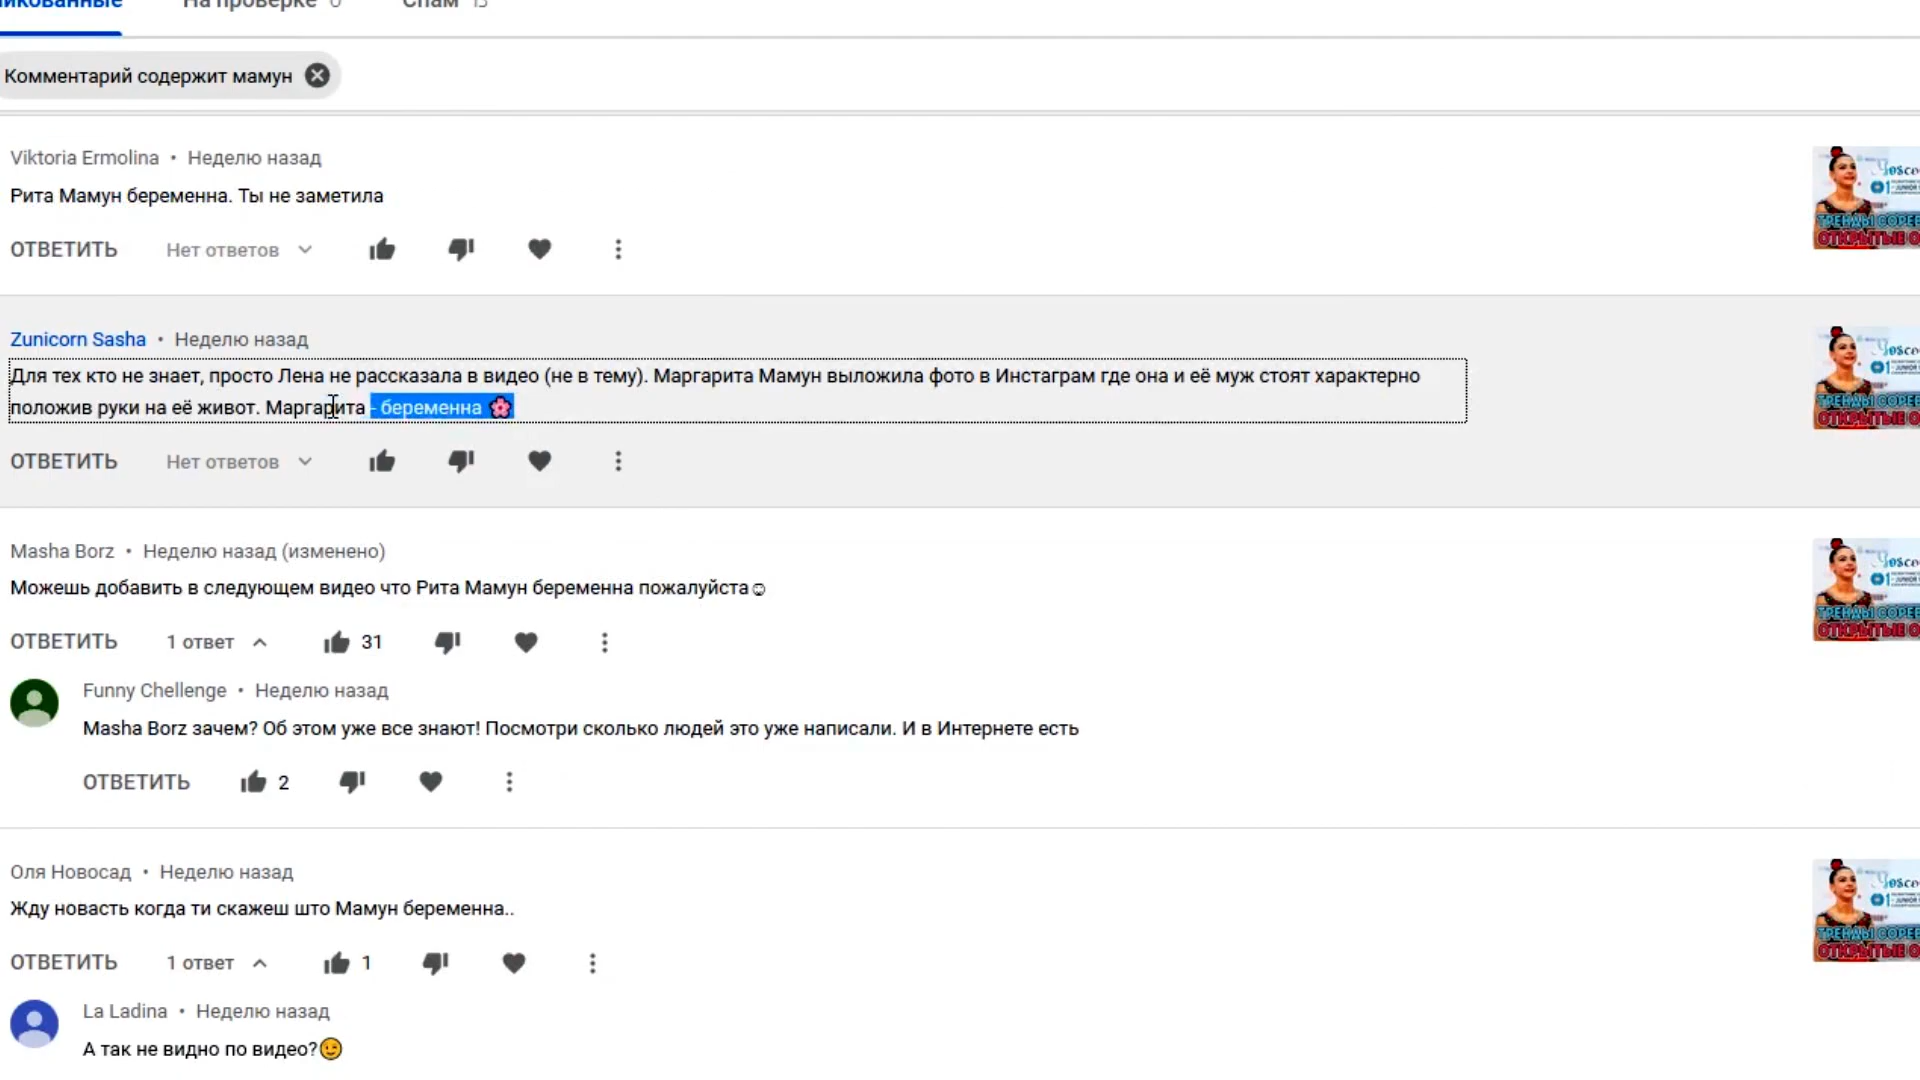 На проверке 0 Спам 13
Комментарий содержит мамун
Viktoria Ermolina • Неделю назад
Рита Мамун беременна. Ты не заметила
ОТВЕТИТЬ Нет ответов
Zunicorn Sasha • Неделю назад
Для тех кто не знает, просто Лена не рассказала в видео (не в тему). Маргарита Мамун выложила фото в Инстаграм где она и её муж стоят характерно
положив руки на её живот. Маргарита - беременна 🌸
ОТВЕТИТЬ Нет ответов
Masha Borz • Неделю назад (изменено)
Можешь добавить в следующем видео что Рита Мамун беременна пожалуйста☺
ОТВЕТИТЬ 1 ответ 31
Funny Chellenge • Неделю назад
Masha Borz зачем? Об этом уже все знают! Посмотри сколько людей это уже написали. И в Интернете есть
ОТВЕТИТЬ 2
Оля Новосад • Неделю назад
Жду новасть когда ти скажеш што Мамун беременна..
ОТВЕТИТЬ 1 ответ 1
La Ladina • Неделю назад
А так не видно по видео?😉